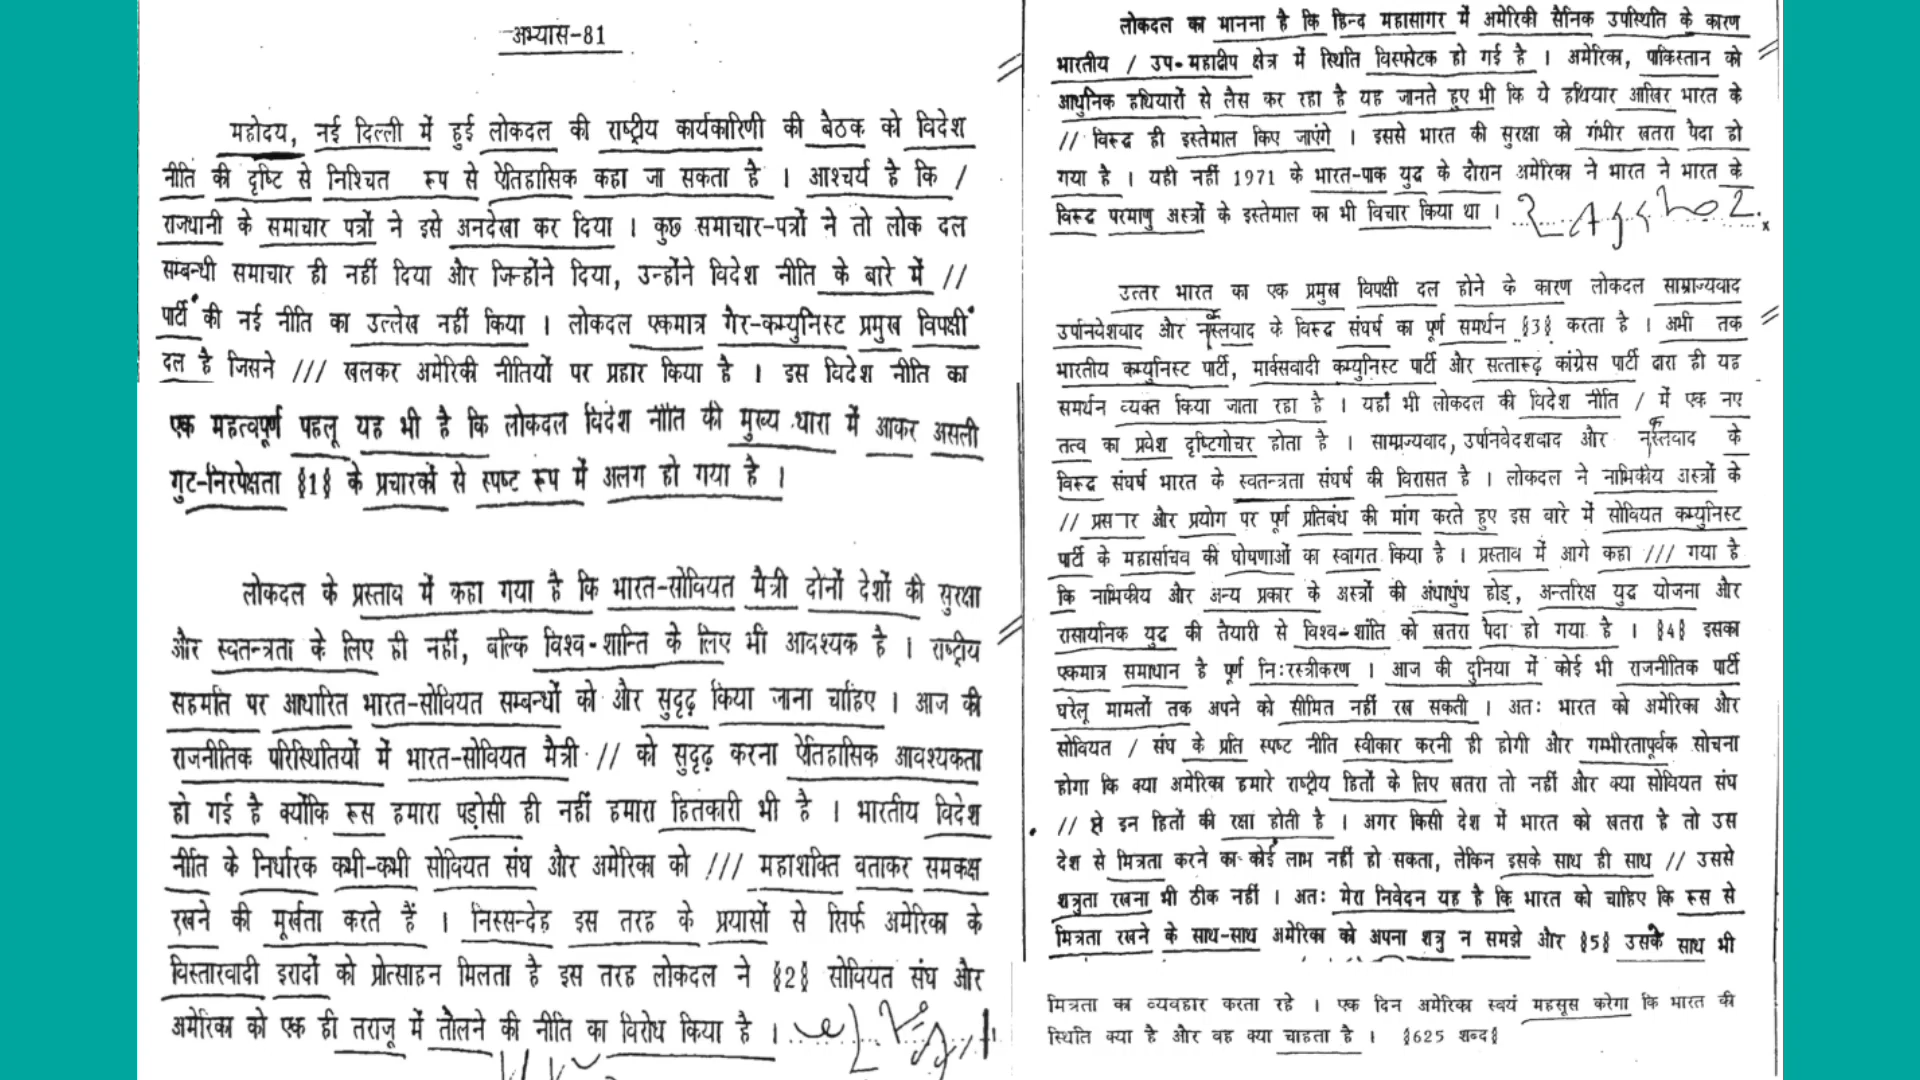 अभ्यास-81
महोदय, नई दिल्ली में हुई लोकदल की राष्ट्रीय कार्यकारिणी की बैठक को विदेश
नीति की दृष्टि से निश्चित रूप से ऐतिहासिक कहा जा सकता है । आश्चर्य है कि /
राजधानी के समाचार पत्रों ने इसे अनदेखा कर दिया । कुछ समाचार-पत्रों ने तो लोक दल
सम्बन्धी समाचार ही नहीं दिया और जिन्होंने दिया, उन्होंने विदेश नीति के बारे में //
पार्टी की नई नीति का उल्लेख नहीं किया । लोकदल एकमात्र गैर-कम्युनिस्ट प्रमुख विपक्षी
दल है जिसने /// खुलकर अमेरिकी नीतियों पर प्रहार किया है । इस विदेश नीति का
एक महत्वपूर्ण पहलू यह भी है कि लोकदल विदेश नीति की मुख्य धारा में आकर असली
गुट-निरपेक्षता §1§ के प्रचारकों से स्पष्ट रूप में अलग हो गया है ।
लोकदल के प्रस्ताव में कहा गया है कि भारत-सोवियत मैत्री दोनों देशों की सुरक्षा
और स्वतन्त्रता के लिए ही नहीं, बल्कि विश्व-शान्ति के लिए भी आवश्यक है । राष्ट्रीय
सहमति पर आधारित भारत-सोवियत सम्बन्धों को और सुदृढ़ किया जाना चाहिए । आज की
राजनीतिक परिस्थितियों में भारत-सोवियत मैत्री // को सुदृढ़ करना ऐतिहासिक आवश्यकता
हो गई है क्योंकि रूस हमारा पड़ोसी ही नहीं हमारा हितकारी भी है । भारतीय विदेश
नीति के निर्धारक कभी-कभी सोवियत संघ और अमेरिका को /// महाशक्ति बताकर समकक्ष
रखने की मूर्खता करते हैं । निस्सन्देह इस तरह के प्रयासों से सिर्फ अमेरिका के
विस्तारवादी इरादों को प्रोत्साहन मिलता है इस तरह लोकदल ने §2§ सोवियत संघ और
अमेरिका को एक ही तराजू में तौलने की नीति का विरोध किया है ।
लोकदल का मानना है कि हिन्द महासागर में अमेरिकी सैनिक उपस्थिति के कारण
भारतीय / उप-महाद्वीप क्षेत्र में स्थिति विस्फोटक हो गई है । अमेरिका, पाकिस्तान को
आधुनिक हथियारों से लैस कर रहा है यह जानते हुए भी कि ये हथियार आखिर भारत के
// विरूद्ध ही इस्तेमाल किए जाएंगे । इससे भारत की सुरक्षा को गंभीर खतरा पैदा हो
गया है । यही नहीं 1971 के भारत-पाक युद्ध के दौरान अमेरिका ने भारत ने भारत के
विरूद्ध परमाणु अस्त्रों के इस्तेमाल का भी विचार किया था ।
उत्तर भारत का एक प्रमुख विपक्षी दल होने के कारण लोकदल साम्राज्यवाद
उपनिवेशवाद और नस्लवाद के विरूद्ध संघर्ष का पूर्ण समर्थन §3§ करता है । अभी तक
भारतीय कम्युनिस्ट पार्टी, मार्क्सवादी कम्युनिस्ट पार्टी और सत्तारूढ़ कांग्रेस पार्टी द्वारा ही यह
समर्थन व्यक्त किया जाता रहा है । यहाँ भी लोकदल की विदेश नीति / में एक नए
तत्व का प्रवेश दृष्टिगोचर होता है । साम्राज्यवाद, उपनिवेदशवाद और नस्लवाद के
विरूद्ध संघर्ष भारत के स्वतन्त्रता संघर्ष की विरासत है । लोकदल ने नाभिकीय अस्त्रों के
// प्रसार और प्रयोग पर पूर्ण प्रतिबंध की मांग करते हुए इस बारे में सोवियत कम्युनिस्ट
पार्टी के महासचिव की घोषणाओं का स्वागत किया है । प्रस्ताव में आगे कहा /// गया है
कि नाभिकीय और अन्य प्रकार के अस्त्रों की अंधाधुंध होड़, अन्तरिक्ष युद्ध योजना और
रासायनिक युद्ध की तैयारी से विश्व-शांति को खतरा पैदा हो गया है । §4§ इसका
एकमात्र समाधान है पूर्ण निःरस्त्रीकरण । आज की दुनिया में कोई भी राजनीतिक पार्टी
घरेलू मामलों तक अपने को सीमित नहीं रख सकती । अतः भारत को अमेरिका और
सोवियत / संघ के प्रति स्पष्ट नीति स्वीकार करनी ही होगी और गम्भीरतापूर्वक सोचना
होगा कि क्या अमेरिका हमारे राष्ट्रीय हितों के लिए खतरा तो नहीं और क्या सोवियत संघ
// से इन हितों की रक्षा होती है । अगर किसी देश में भारत को खतरा है तो उस
देश से मित्रता करने का कोई लाभ नहीं हो सकता, लेकिन इसके साथ ही साथ // उससे
शत्रुता रखना भी ठीक नहीं । अतः मेरा निवेदन यह है कि भारत को चाहिए कि रूस से
मित्रता रखने के साथ-साथ अमेरिका को अपना शत्रु न समझे और §5§ उसके साथ भी
मित्रता का व्यवहार करता रहे । एक दिन अमेरिका स्वयं महसूस करेगा कि भारत की
स्थिति क्या है और वह क्या चाहता है । §625 शब्द§